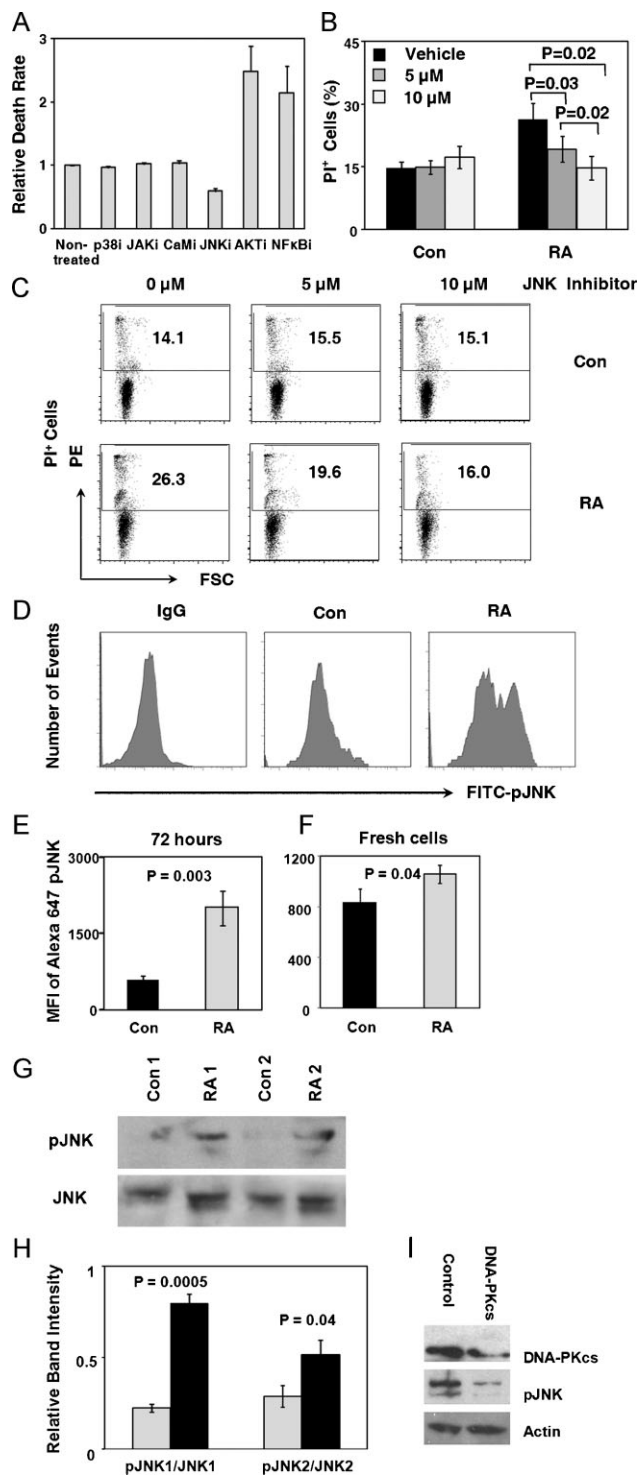 A
B
3
2
1
0
Relative Death Rate
Non-treated p38i JAKi CaMi JNKi AKTi NFκBi
45
30
15
0
PI+ Cells (%)
Vehicle
5 µM
10 µM
P=0.02
P=0.03
P=0.02
Con RA
C
0 µM 5 µM 10 µM JNK Inhibitor
14.1 15.5 15.1 Con
26.3 19.6 16.0 RA
PI+ Cells
PE
FSC
D
IgG Con RA
Number of Events
FITC-pJNK
E 72 hours
3000
1500
0
MFI of Alexa 647 pJNK
P = 0.003
Con RA
F Fresh cells
1200
800
400
0
P = 0.04
Con RA
G
Con 1 RA 1 Con 2 RA 2
pJNK
JNK
H
1
0.5
0
Relative Band Intensity
P = 0.0005
P = 0.04
pJNK1/JNK1 pJNK2/JNK2
I
Control DNA-PKcs
DNA-PKcs
pJNK
Actin